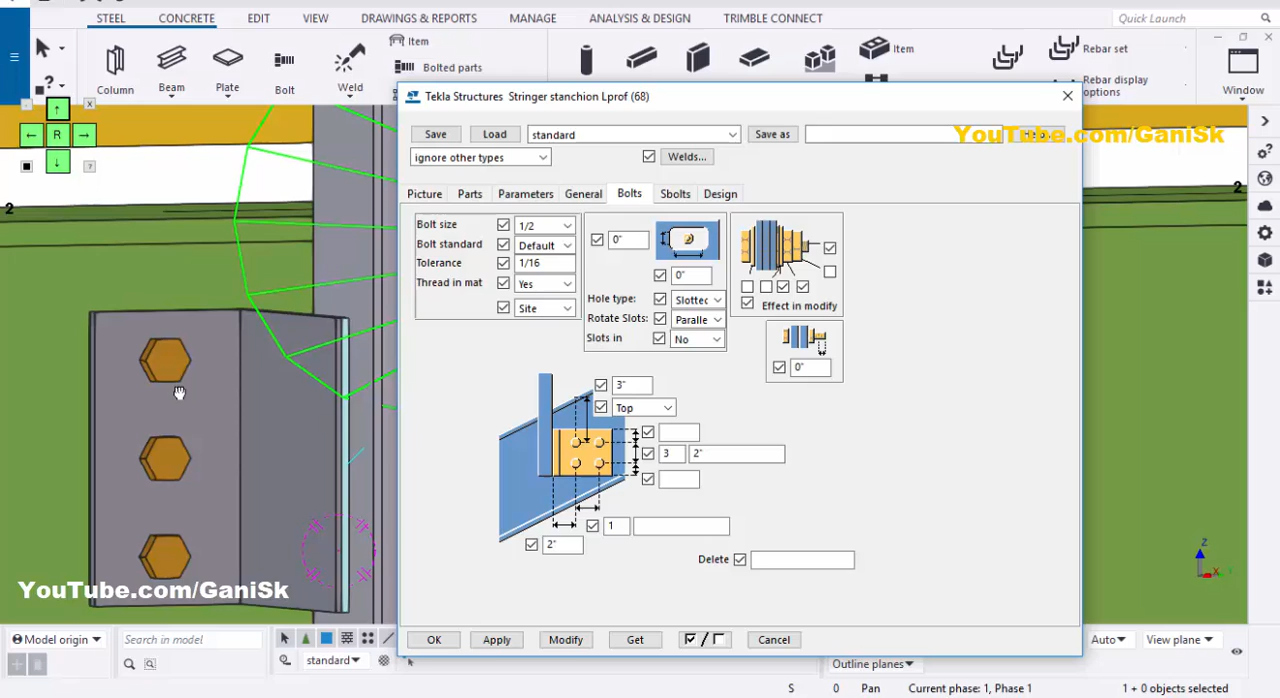 STEEL CONCRETE EDIT VIEW DRAWINGS & REPORTS MANAGE ANALYSIS & DESIGN TRIMBLE CONNECT Quick Launch
Item Item Rebar set
Bolted parts Rebar display options
Column Beam Plate Bolt Weld Window
Tekla Structures Stringer stanchion Lprof (68)
Save Load standard Save as
YouTube.com/GaniSk
ignore other types Welds...
R
?
X
Picture Parts Parameters General Bolts Sbolts Design
2
2
Bolt size 1/2
Bolt standard Default
Tolerance 1/16
Thread in mat Yes
Site
0"
0"
Hole type: Slotted
Rotate Slots: Paralle
Slots in No
Effect in modify
0"
3"
Top
3 2"
1
2"
Delete
YouTube.com/GaniSk
Z
OK Apply Modify Get / Cancel
Model origin Search in model
standard
Auto View plane
Outline planes
S 0 Pan Current phase: 1, Phase 1 1 + 0 objects selected